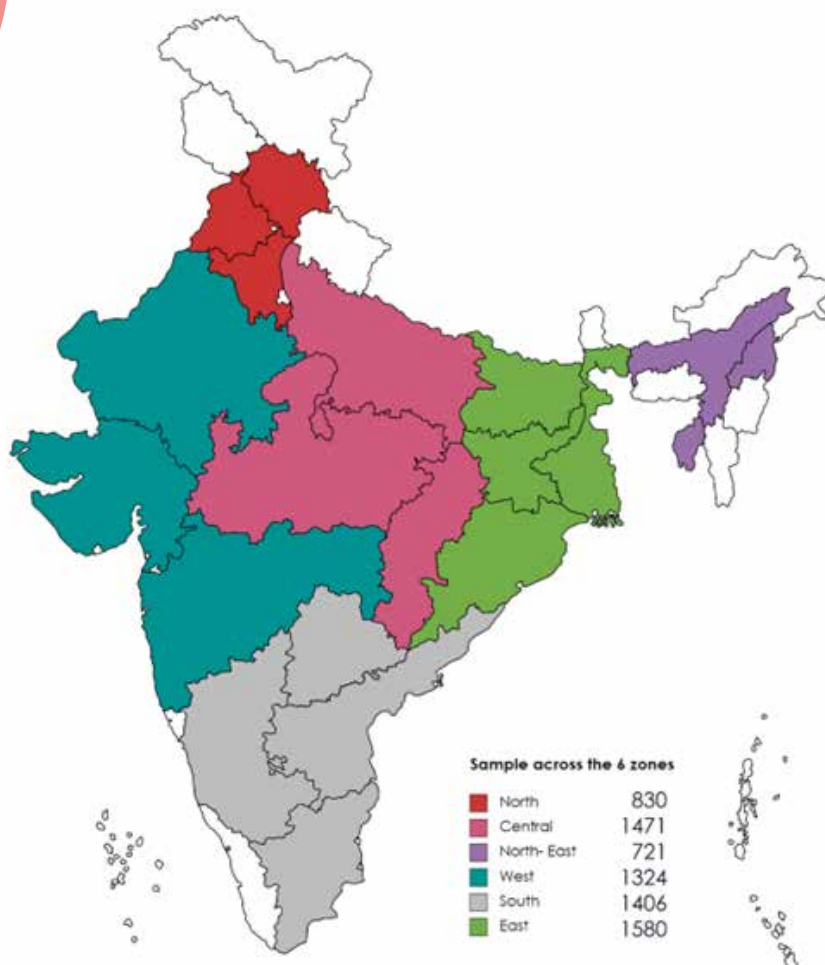 Sample across the 6 zones
North 830
Central 1471
North- East 721
West 1324
South 1406
East 1580